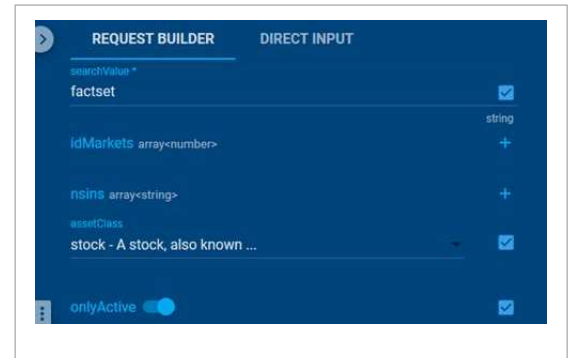 REQUEST BUILDER DIRECT INPUT
searchValue *
factset
string
idMarkets array<number>
nsins array<string>
assetClass
stock - A stock, also known ...
onlyActive